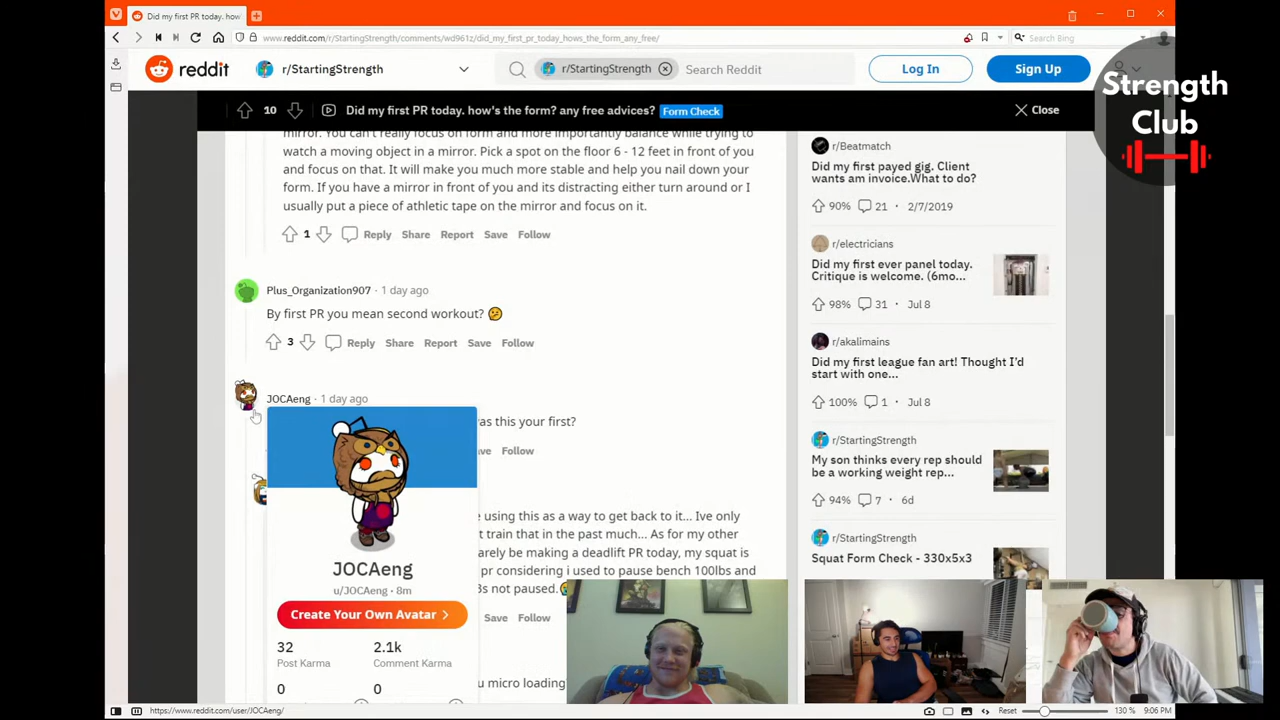 Did my first PR today. how
www.reddit.com/r/StartingStrength/comments/wd961z/did_my_first_pr_today_hows_the_form_any_free/
Search Bing
reddit
r/StartingStrength
r/StartingStrength
Search Reddit
Log In
Sign Up
Strength
Club
10
Did my first PR today. how's the form? any free advices?
Form Check
Close
mirror. You can't really focus on form and more importantly balance while trying to
watch a moving object in a mirror. Pick a spot on the floor 6 - 12 feet in front of you
and focus on that. It will make you much more stable and help you nail down your
form. If you have a mirror in front of you and its distracting either turn around or I
usually put a piece of athletic tape on the mirror and focus on it.
1 Reply Share Report Save Follow
Plus_Organization907 · 1 day ago
By first PR you mean second workout? 🤔
3 Reply Share Report Save Follow
JOCAeng · 1 day ago
as this your first?
Follow
using this as a way to get back to it... Ive only
t train that in the past much... As for my other
arely be making a deadlift PR today, my squat is
pr considering i used to pause bench 100lbs and
s not paused.
Save Follow
u micro loading
JOCAeng
u/JOCAeng · 8m
Create Your Own Avatar
32
Post Karma
2.1k
Comment Karma
0
0
r/Beatmatch
Did my first payed gig. Client
wants am invoice.What to do?
90% 21 · 2/7/2019
r/electricians
Did my first ever panel today.
Critique is welcome. (6mo...
98% 31 · Jul 8
r/akalimains
Did my first league fan art! Thought I'd
start with one...
100% 1 · Jul 8
r/StartingStrength
My son thinks every rep should
be a working weight rep...
94% 7 · 6d
r/StartingStrength
Squat Form Check - 330x5x3
https://www.reddit.com/user/JOCAeng/
Reset
130 %
9:06 PM